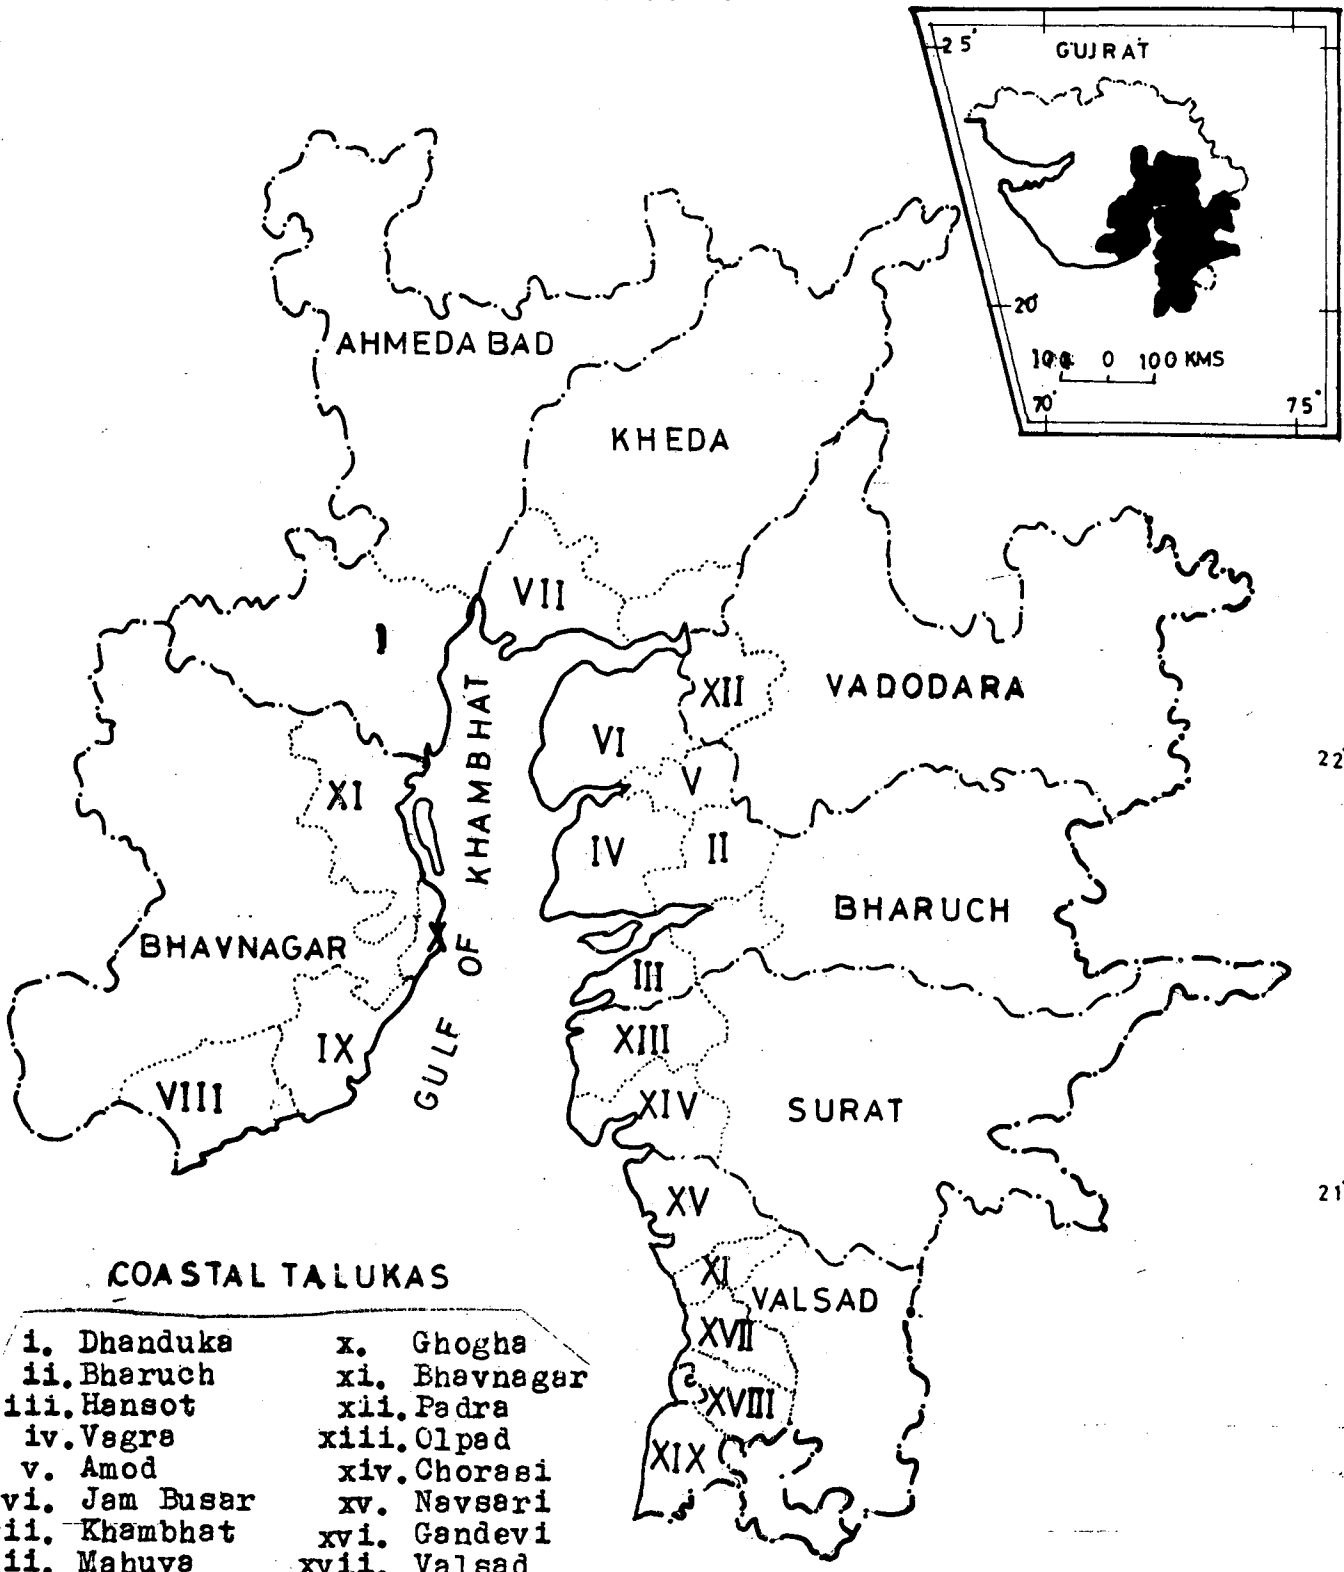 25°
GUJRAT
20°
100 0 100 KMS
70°
75°
AHMEDABAD
KHEDA
VII
I
XII
VADODARA
VI
V
22°
XI
IV
II
BHARUCH
BHAVNAGAR
X
GULF OF KHAMBHAT
III
XIII
IX
VIII
XIV
SURAT
XV
21°
XI
VALSAD
XVII
XVIII
XIX
COASTAL TALUKAS
i. Dhanduka x. Ghogha
ii. Bharuch xi. Bhavnagar
iii. Hansot xii. Padra
iv. Vagra xiii. Olpad
v. Amod xiv. Chorasi
vi. Jam Busar xv. Navsari
ii. Khambhat xvi. Gandevi
ii. Mahuva xvii. Valsad